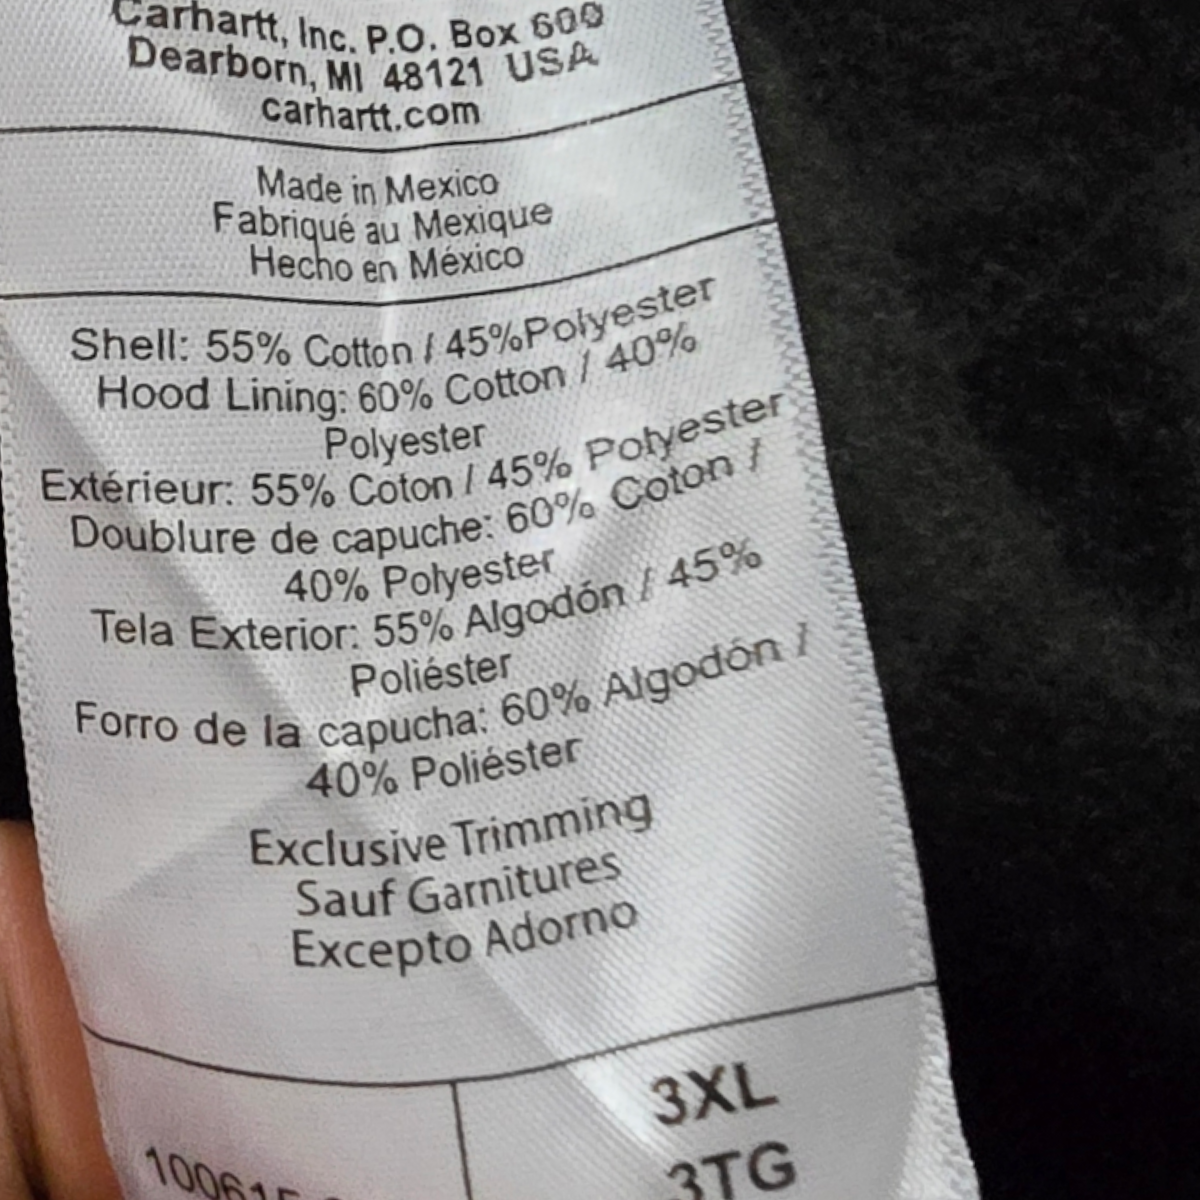 Carhartt, Inc. P.O. Box 600
Dearborn, MI 48121 USA
carhartt.com
Made in Mexico
Fabriqué au Mexique
Hecho en México
Shell: 55% Cotton / 45%Polyester
Hood Lining: 60% Cotton / 40%
Polyester
Extérieur: 55% Coton / 45% Polyester
Doublure de capuche: 60% Coton /
40% Polyester
Tela Exterior: 55% Algodón / 45%
Poliéster
Forro de la capucha: 60% Algodón /
40% Poliéster
Exclusive Trimming
Sauf Garnitures
Excepto Adorno
3XL
3TG